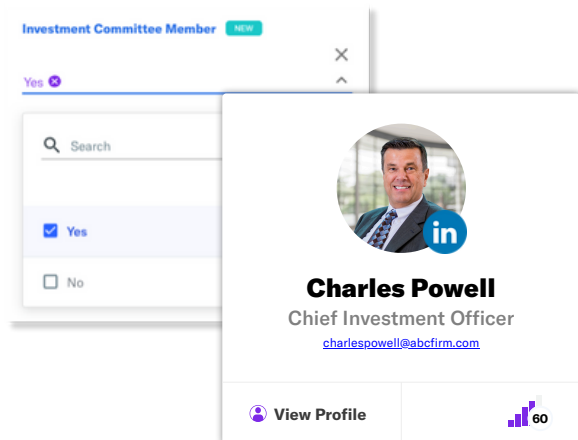 Investment Committee Member NEW
Yes
Search
Yes
No
in
Charles Powell
Chief Investment Officer
charlespowell@abcfirm.com
View Profile
60